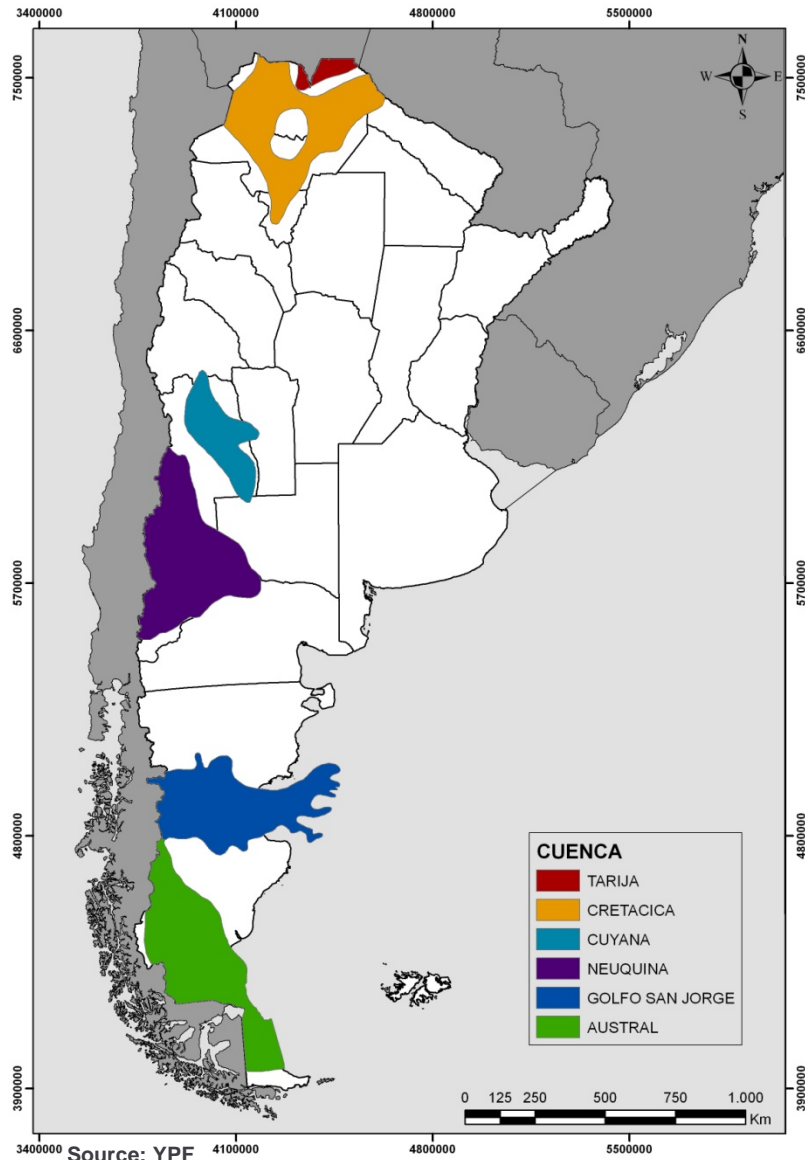 3400000 4100000 4800000 5500000
7500000 7500000
N
W E
S
6600000 6600000
5700000 5700000
4800000 4800000
CUENCA
TARIJA
CRETACICA
CUYANA
NEUQUINA
GOLFO SAN JORGE
AUSTRAL
3900000 3900000
0 125 250 500 750 1.000
Km
3400000 4100000 4800000 5500000
Source: YPF